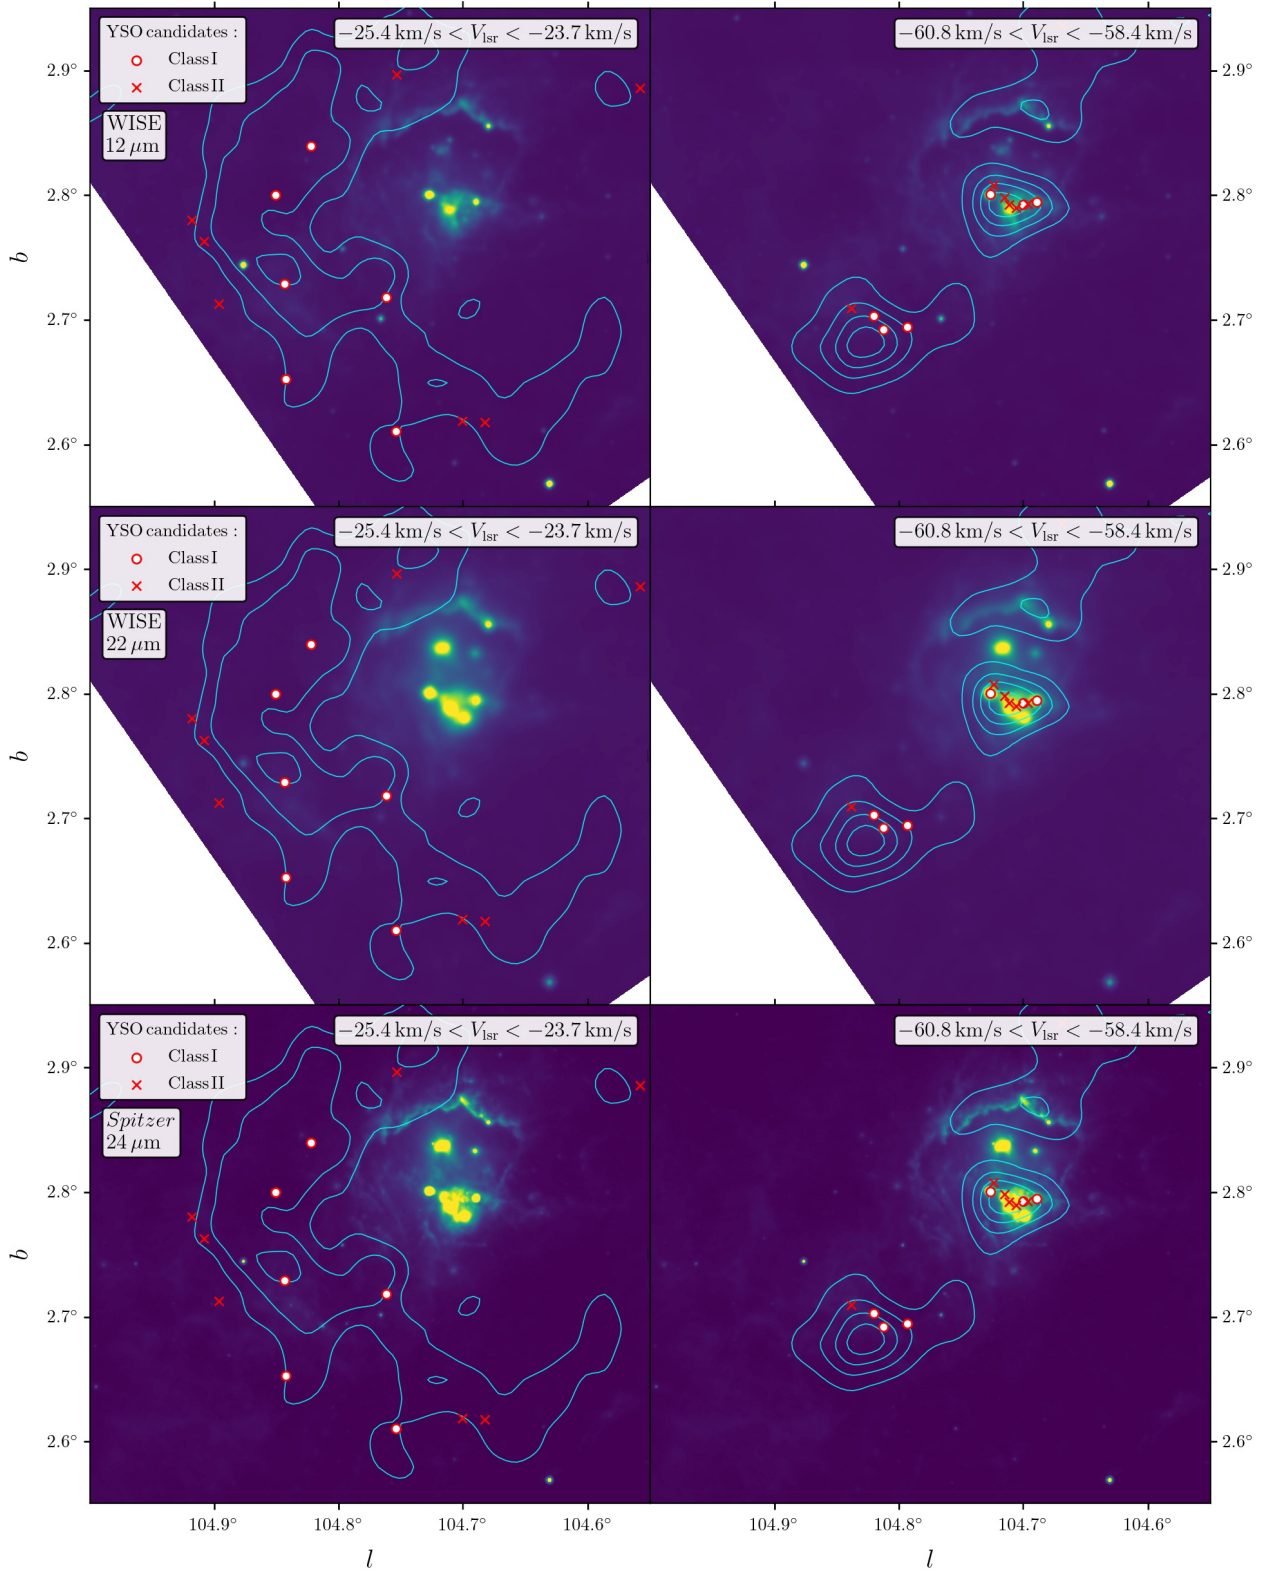 YSO candidates :
Class I
Class II
WISE
12 μm
−25.4 km/s < Vlsr < −23.7 km/s
−60.8 km/s < Vlsr < −58.4 km/s
2.9°
2.8°
2.7°
2.6°
b
2.9°
2.8°
2.7°
2.6°
YSO candidates :
Class I
Class II
WISE
22 μm
−25.4 km/s < Vlsr < −23.7 km/s
−60.8 km/s < Vlsr < −58.4 km/s
2.9°
2.8°
2.7°
2.6°
b
2.9°
2.8°
2.7°
2.6°
YSO candidates :
Class I
Class II
Spitzer
24 μm
−25.4 km/s < Vlsr < −23.7 km/s
−60.8 km/s < Vlsr < −58.4 km/s
2.9°
2.8°
2.7°
2.6°
b
2.9°
2.8°
2.7°
2.6°
104.9° 104.8° 104.7° 104.6°
104.9° 104.8° 104.7° 104.6°
l
l